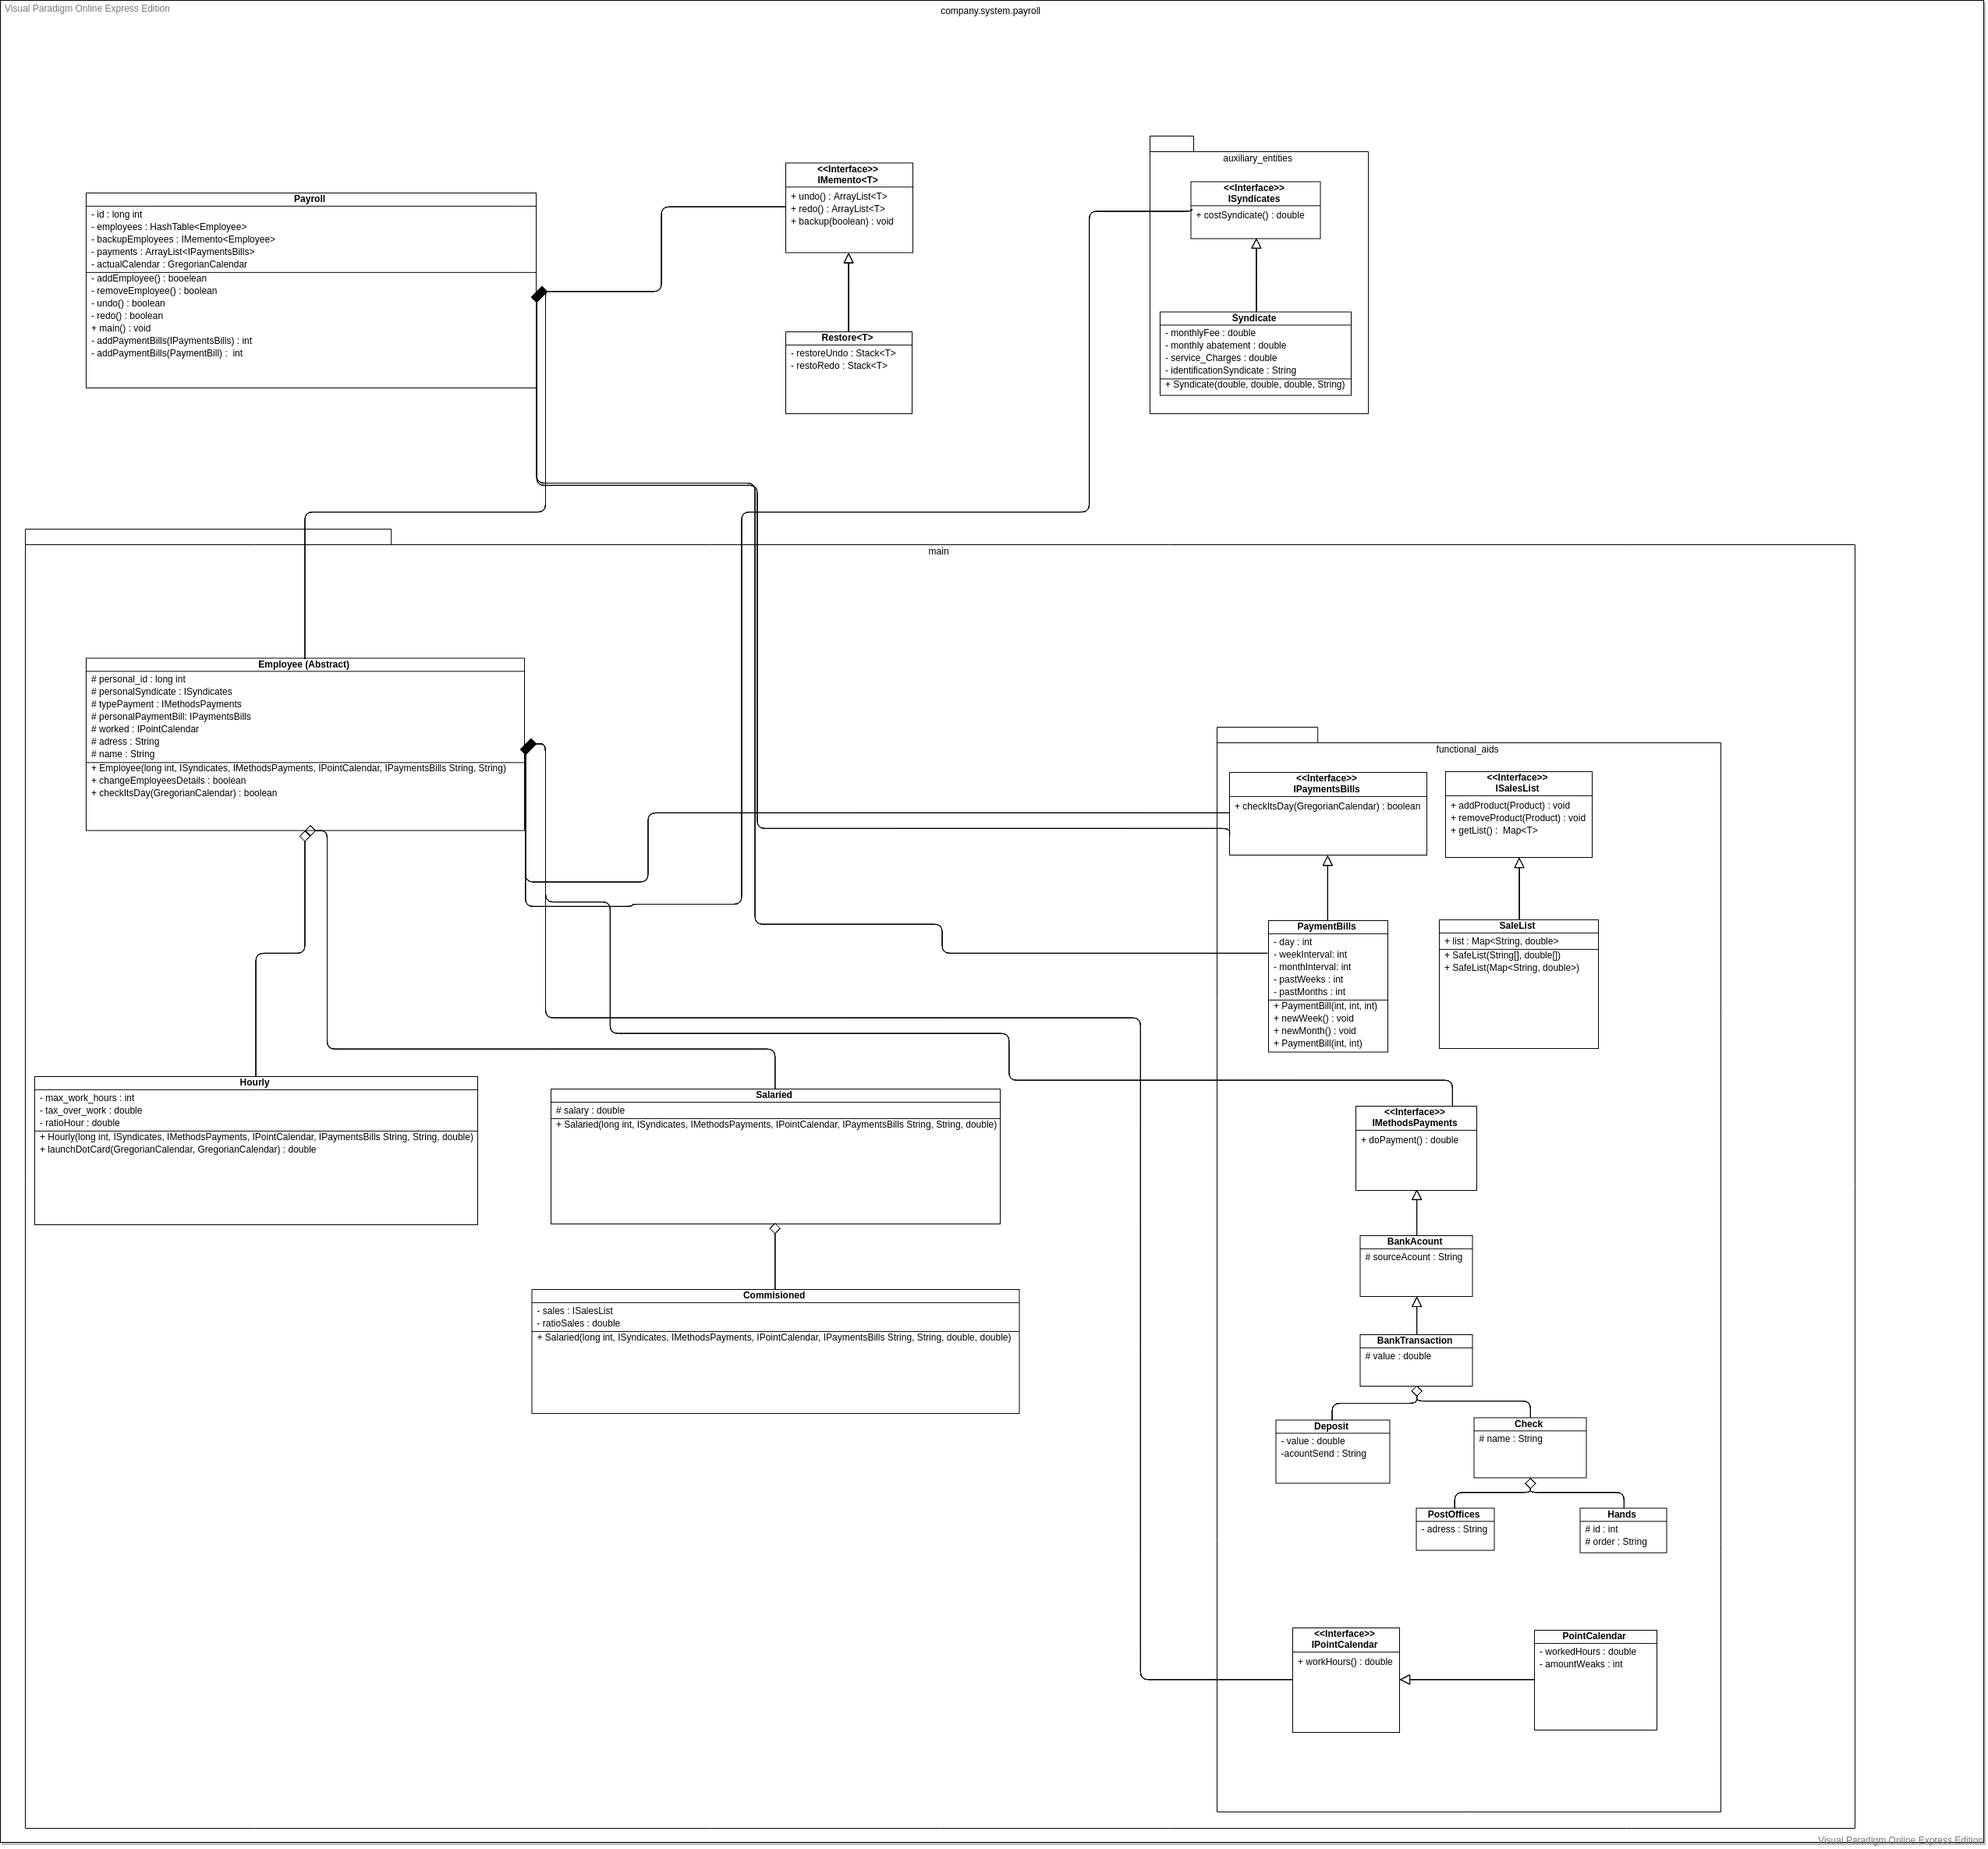 Visual Paradigm Online Express Edition
company.system.payroll
Payroll
- id : long int
- employees : HashTable<Employee>
- backupEmployees : IMemento<Employee>
- payments : ArrayList<IPaymentsBills>
- actualCalendar : GregorianCalendar
- addEmployee() : booelean
- removeEmployee() : boolean
- undo() : boolean
- redo() : boolean
+ main() : void
- addPaymentBills(IPaymentsBills) : int
- addPaymentBills(PaymentBill) :  int
<<Interface>>
IMemento<T>
+ undo() : ArrayList<T>
+ redo() : ArrayList<T>
+ backup(boolean) : void
Restore<T>
- restoreUndo : Stack<T>
- restoRedo : Stack<T>
auxiliary_entities
<<Interface>>
ISyndicates
+ costSyndicate() : double
Syndicate
- monthlyFee : double
- monthly abatement : double
- service_Charges : double
- identificationSyndicate : String
+ Syndicate(double, double, double, String)
main
Employee (Abstract)
# personal_id : long int
# personalSyndicate : ISyndicates
# typePayment : IMethodsPayments
# personalPaymentBill: IPaymentsBills
# worked : IPointCalendar
# adress : String
# name : String
+ Employee(long int, ISyndicates, IMethodsPayments, IPointCalendar, IPaymentsBills String, String)
+ changeEmployeesDetails : boolean
+ checkItsDay(GregorianCalendar) : boolean
functional_aids
<<Interface>>
IPaymentsBills
+ checkItsDay(GregorianCalendar) : boolean
<<Interface>>
ISalesList
+ addProduct(Product) : void
+ removeProduct(Product) : void
+ getList() :  Map<T>
PaymentBills
- day : int
- weekInterval: int
- monthInterval: int
- pastWeeks : int
- pastMonths : int
+ PaymentBill(int, int, int)
+ newWeek() : void
+ newMonth() : void
+ PaymentBill(int, int)
SaleList
+ list : Map<String, double>
+ SafeList(String[], double[])
+ SafeList(Map<String, double>)
Hourly
- max_work_hours : int
- tax_over_work : double
- ratioHour : double
+ Hourly(long int, ISyndicates, IMethodsPayments, IPointCalendar, IPaymentsBills String, String, double)
+ launchDotCard(GregorianCalendar, GregorianCalendar) : double
Salaried
# salary : double
+ Salaried(long int, ISyndicates, IMethodsPayments, IPointCalendar, IPaymentsBills String, String, double)
Commisioned
- sales : ISalesList
- ratioSales : double
+ Salaried(long int, ISyndicates, IMethodsPayments, IPointCalendar, IPaymentsBills String, String, double, double)
<<Interface>>
IMethodsPayments
+ doPayment() : double
BankAcount
# sourceAcount : String
BankTransaction
# value : double
Deposit
- value : double
-acountSend : String
Check
# name : String
PostOffices
- adress : String
Hands
# id : int
# order : String
<<Interface>>
IPointCalendar
+ workHours() : double
PointCalendar
- workedHours : double
- amountWeaks : int
Visual Paradigm Online Express Edition